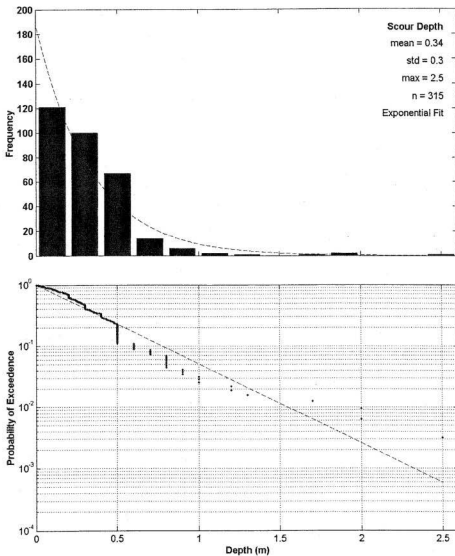 200
180
160
140
120
100
80
60
40
20
0
Frequency
Scour Depth
mean = 0.34
std = 0.3
max = 2.5
n = 315
Exponential Fit
10^0
10^-1
10^-2
10^-3
10^-4
Probability of Exceedence
0 0.5 1 1.5 2 2.5
Depth (m)